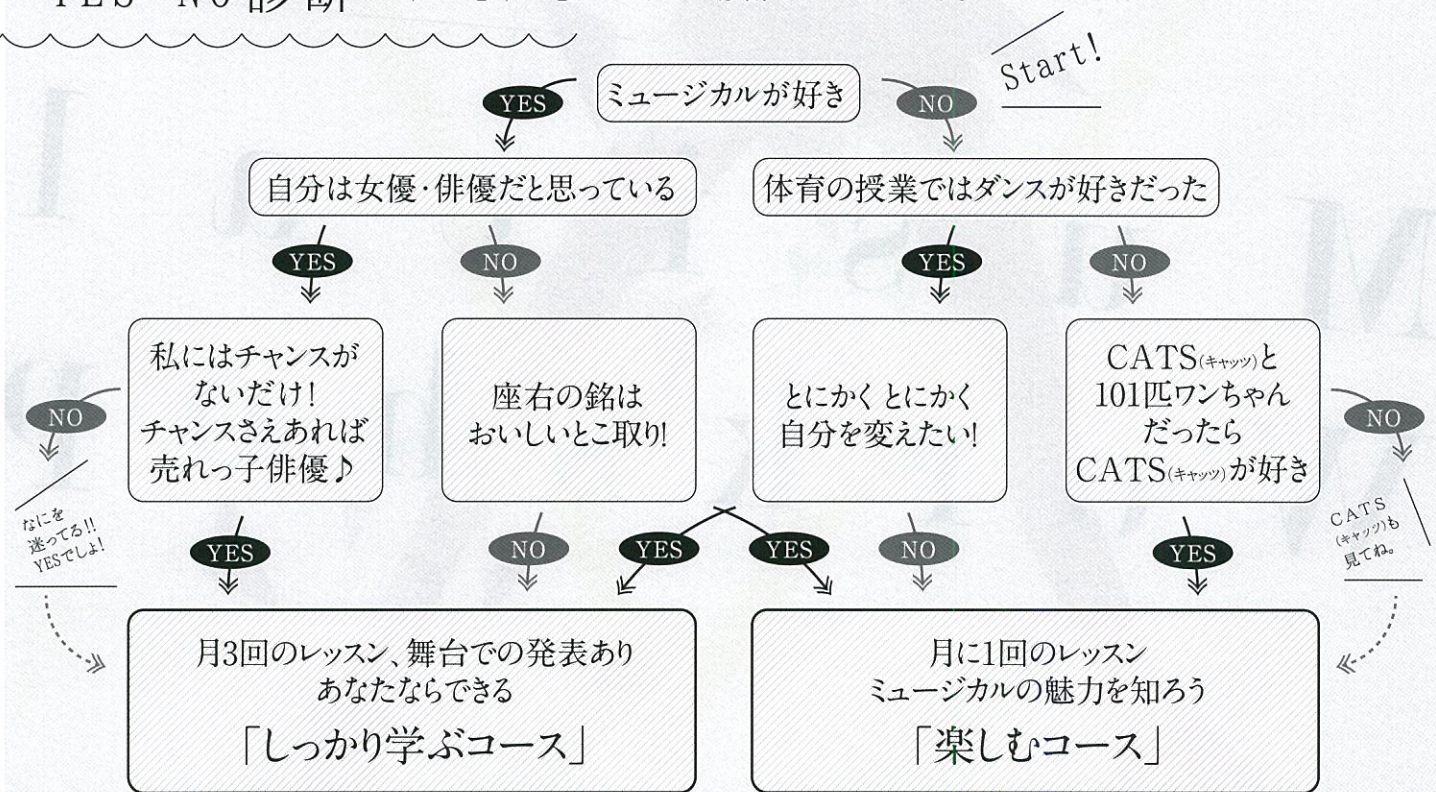 YES NO診断
Start!
ミュージカルが好き
YES
NO
自分は女優・俳優だと思っている
体育の授業ではダンスが好きだった
YES
NO
YES
NO
私にはチャンスが
ないだけ！
チャンスさえあれば
売れっ子俳優♪
座右の銘は
おいしいとこ取り!
とにかく とにかく
自分を変えたい!
CATS(キャッツ)と
101匹ワンちゃん
だったら
CATS(キャッツ)が好き
NO
NO
なにを
迷ってる!!
YESでしょ!
CATS
(キャッツ)も
見てね。
YES
NO
YES
YES
NO
YES
月3回のレッスン、舞台での発表あり
あなたならできる
「しっかり学ぶコース」
月に1回のレッスン
ミュージカルの魅力を知ろう
「楽しむコース」